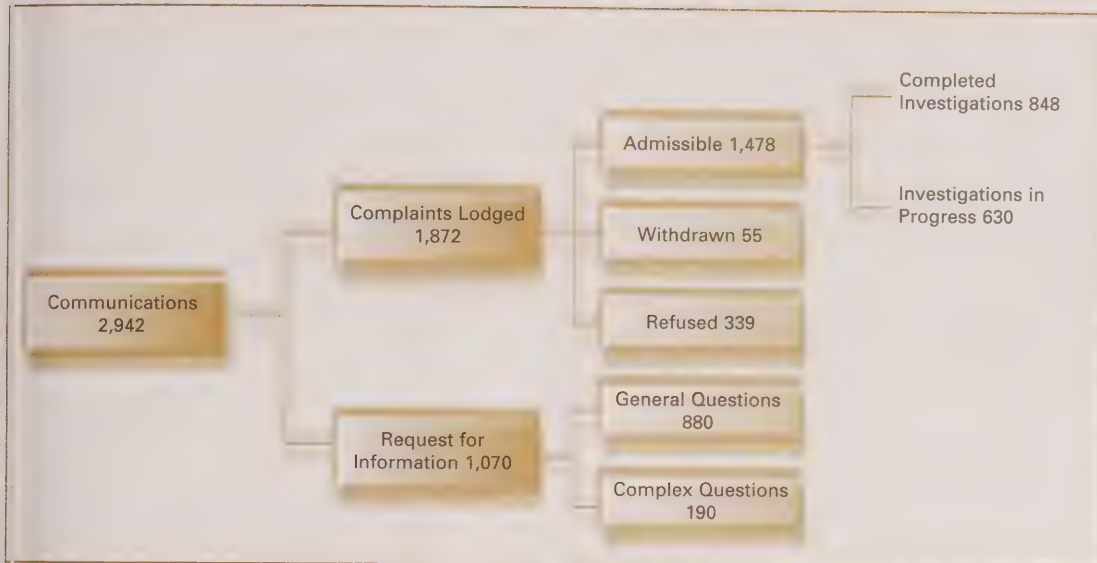 Communications
2,942
Complaints Lodged
1,872
Request for
Information 1,070
Admissible 1,478
Withdrawn 55
Refused 339
General Questions
880
Complex Questions
190
Completed
Investigations 848
Investigations in
Progress 630